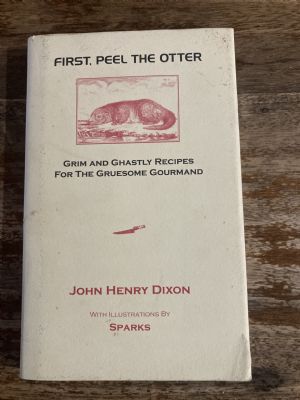 FIRST, PEEL THE OTTER
GRIM AND GHASTLY RECIPES
FOR THE GRUESOME GOURMAND
JOHN HENRY DIXON
WITH ILLUSTRATIONS BY
SPARKS